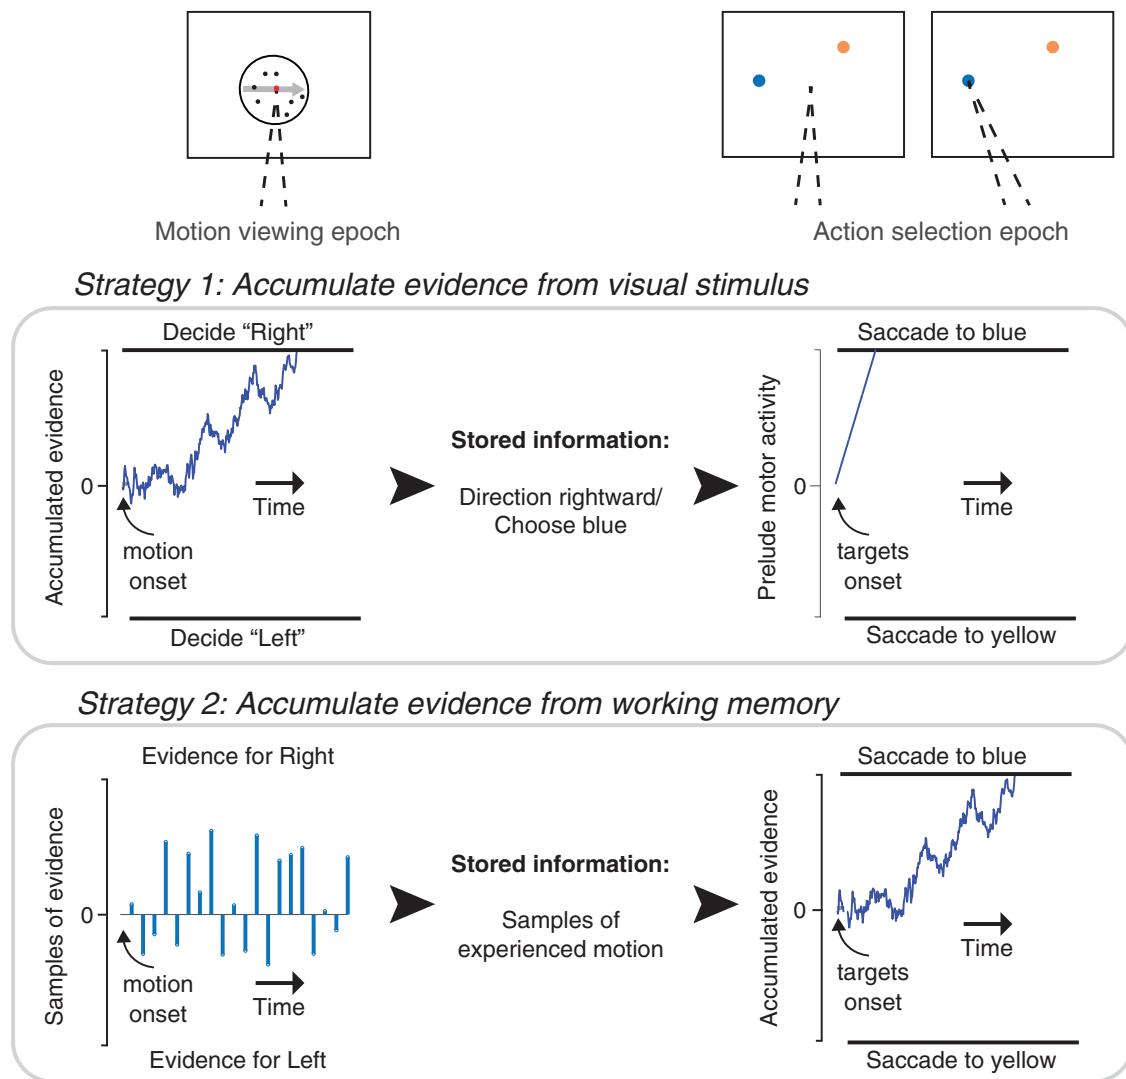 Motion viewing epoch
Action selection epoch
Strategy 1: Accumulate evidence from visual stimulus
Decide “Right”
Accumulated evidence
0
Time
motion
onset
Decide “Left”
Stored information:
Direction rightward/
Choose blue
Saccade to blue
Prelude motor activity
0
Time
targets
onset
Saccade to yellow
Strategy 2: Accumulate evidence from working memory
Evidence for Right
Samples of evidence
0
motion
onset
Time
Evidence for Left
Stored information:
Samples of
experienced motion
Saccade to blue
Accumulated evidence
0
Time
targets
onset
Saccade to yellow